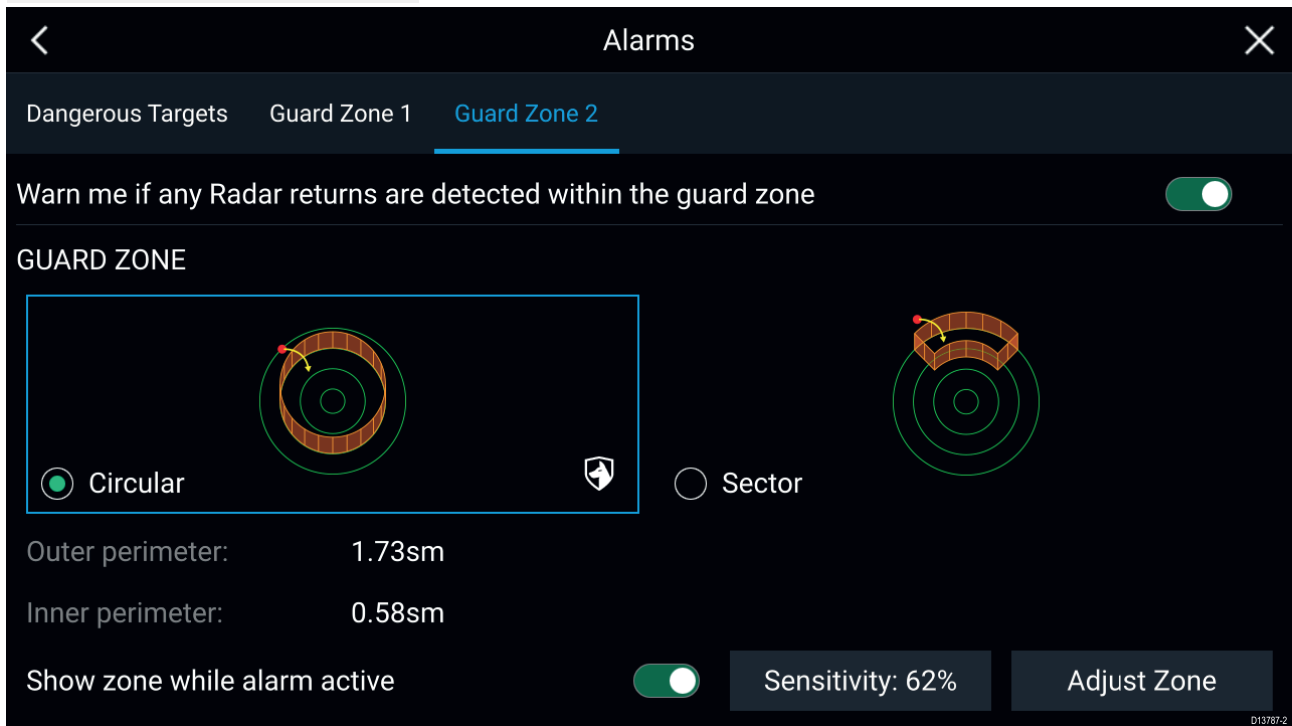 Alarms
Dangerous Targets Guard Zone 1 Guard Zone 2
Warn me if any Radar returns are detected within the guard zone
GUARD ZONE
Circular Sector
Outer perimeter: 1.73sm
Inner perimeter: 0.58sm
Show zone while alarm active Sensitivity: 62% Adjust Zone
D13787-2